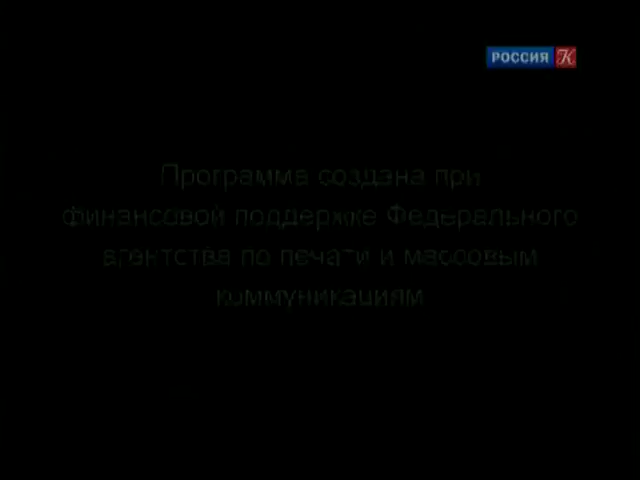 РОССИЯ К
Программа создана при
финансовой поддержке Федерального
агентства по печати и массовым
коммуникациям